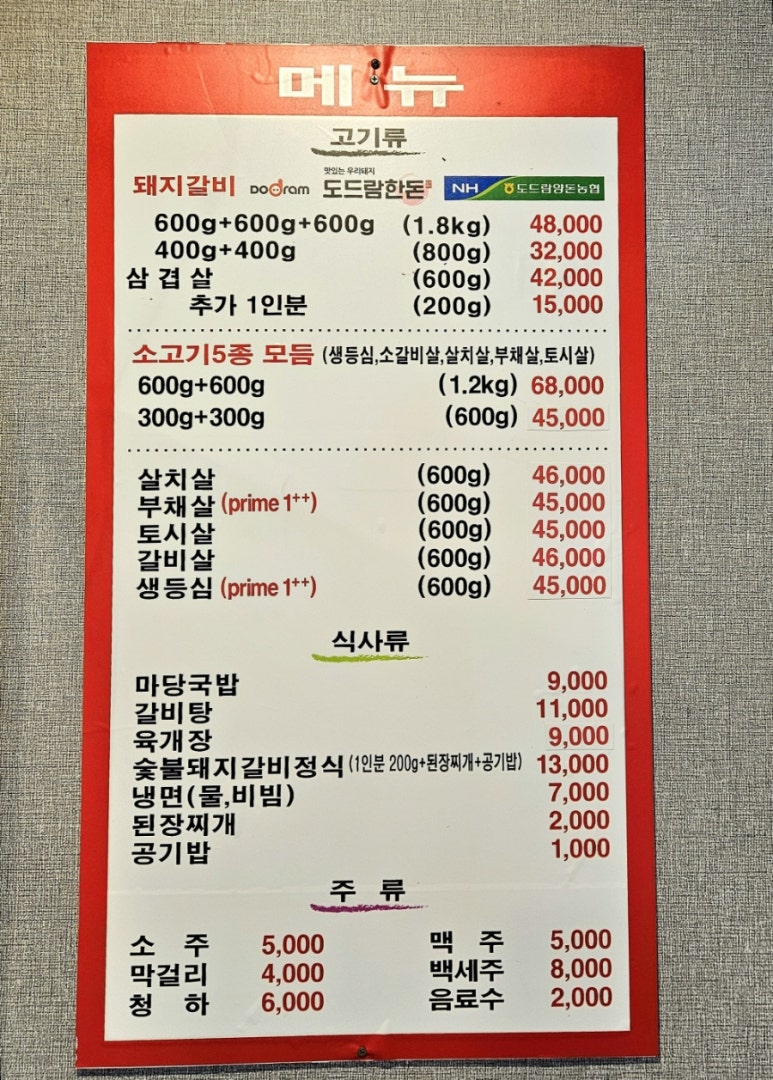 메뉴
고기류
돼지갈비 DoDram 맛있는 우리돼지 도드람한돈 NH 도드람양돈농협
600g+600g+600g (1.8kg) 48,000
400g+400g (800g) 32,000
삼겹살 (600g) 42,000
추가 1인분 (200g) 15,000
소고기5종 모듬 (생등심,소갈비살,살치살,부채살,토시살)
600g+600g (1.2kg) 68,000
300g+300g (600g) 45,000
살치살 (600g) 46,000
부채살 (prime 1++) (600g) 45,000
토시살 (600g) 45,000
갈비살 (600g) 46,000
생등심 (prime 1++) (600g) 45,000
식사류
마당국밥 9,000
갈비탕 11,000
육개장 9,000
숯불돼지갈비정식 (1인분 200g+된장찌개+공기밥) 13,000
냉면(물,비빔) 7,000
된장찌개 2,000
공기밥 1,000
주 류
소 주 5,000 맥 주 5,000
막걸리 4,000 백세주 8,000
청 하 6,000 음료수 2,000